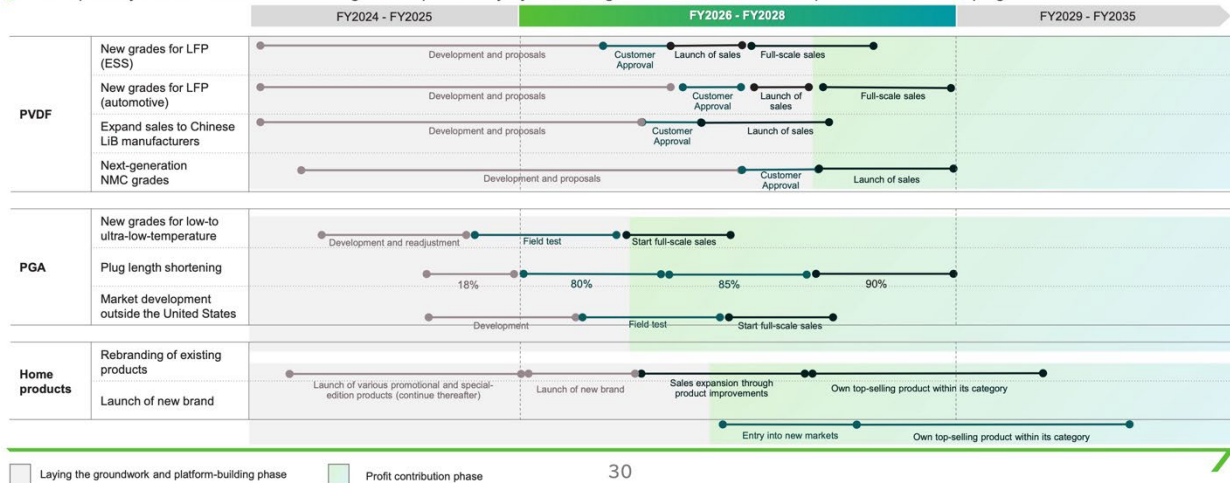 FY2024 - FY2025
FY2026 - FY2028
FY2029 - FY2035
PVDF
New grades for LFP
(ESS)
Development and proposals
Customer
Approval
Launch of sales
Full-scale sales
New grades for LFP
(automotive)
Development and proposals
Customer
Approval
Launch of
sales
Full-scale sales
Expand sales to Chinese
LiB manufacturers
Development and proposals
Customer
Approval
Launch of sales
Next-generation
NMC grades
Development and proposals
Customer
Approval
Launch of sales
PGA
New grades for low-to
ultra-low-temperature
Development and readjustment
Field test
Start full-scale sales
Plug length shortening
18%
80%
85%
90%
Market development
outside the United States
Development
Field test
Start full-scale sales
Home
products
Rebranding of existing
products
Launch of various promotional and special-
edition products (continue thereafter)
Launch of new brand
Sales expansion through
product improvements
Own top-selling product within its category
Launch of new brand
Entry into new markets
Own top-selling product within its category
Laying the groundwork and platform-building phase
Profit contribution phase
30